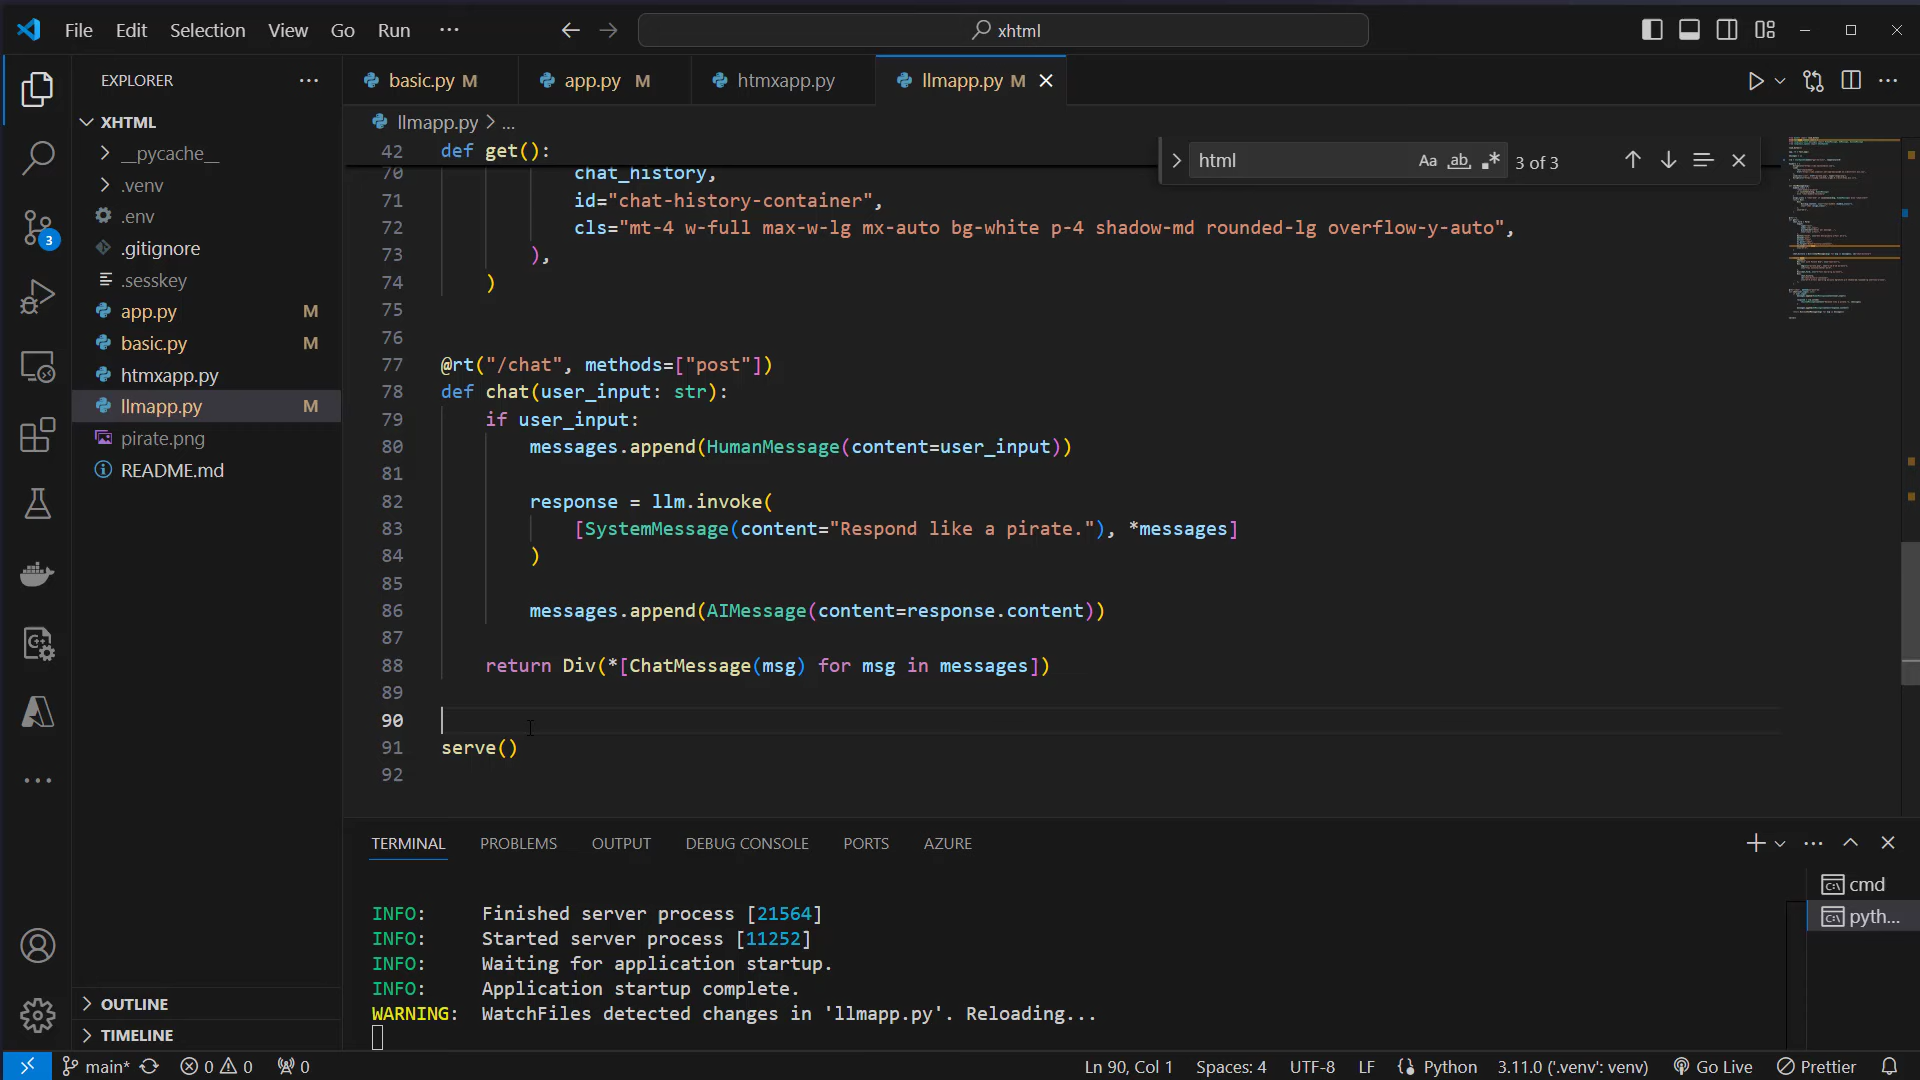 File Edit Selection View Go Run ···
xhtml
EXPLORER
XHTML
__pycache__
.venv
.env
.gitignore
.sesskey
app.py M
basic.py M
htmxapp.py
llmapp.py M
pirate.png
README.md
OUTLINE
TIMELINE
3
basic.py M
app.py M
htmxapp.py
llmapp.py M
llmapp.py > ...
html
Aa ab .* 3 of 3
42 def get():
70 chat_history,
71 id="chat-history-container",
72 cls="mt-4 w-full max-w-lg mx-auto bg-white p-4 shadow-md rounded-lg overflow-y-auto",
73 ),
74 )
75
76
77 @rt("/chat", methods=["post"])
78 def chat(user_input: str):
79 if user_input:
80 messages.append(HumanMessage(content=user_input))
81
82 response = llm.invoke(
83 [SystemMessage(content="Respond like a pirate."), *messages]
84 )
85
86 messages.append(AIMessage(content=response.content))
87
88 return Div(*[ChatMessage(msg) for msg in messages])
89
90
91 serve()
92
TERMINAL PROBLEMS OUTPUT DEBUG CONSOLE PORTS AZURE
INFO: Finished server process [21564]
INFO: Started server process [11252]
INFO: Waiting for application startup.
INFO: Application startup complete.
WARNING: WatchFiles detected changes in 'llmapp.py'. Reloading...
cmd
pyth...
main* 0 0 0
Ln 90, Col 1 Spaces: 4 UTF-8 LF Python 3.11.0 ('.venv': venv) Go Live Prettier